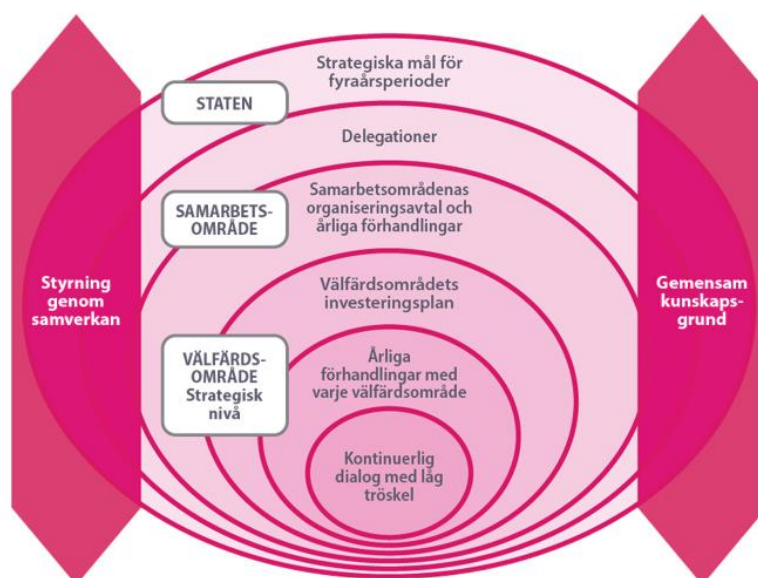 Strategiska mål för
fyraårsperioder
STATEN
Delegationer
SAMARBETS-
OMRÅDE
Samarbetsområdenas
organiseringsavtal och
årliga förhandlingar
Styrning
genom
samverkan
Välfärdsområdets
investeringsplan
Gemensam
kunskaps-
grund
VÄLFÄRDS-
OMRÅDE
Strategisk
nivå
Årliga
förhandlingar med
varje välfärdsområde
Kontinuerlig
dialog med låg
tröskel